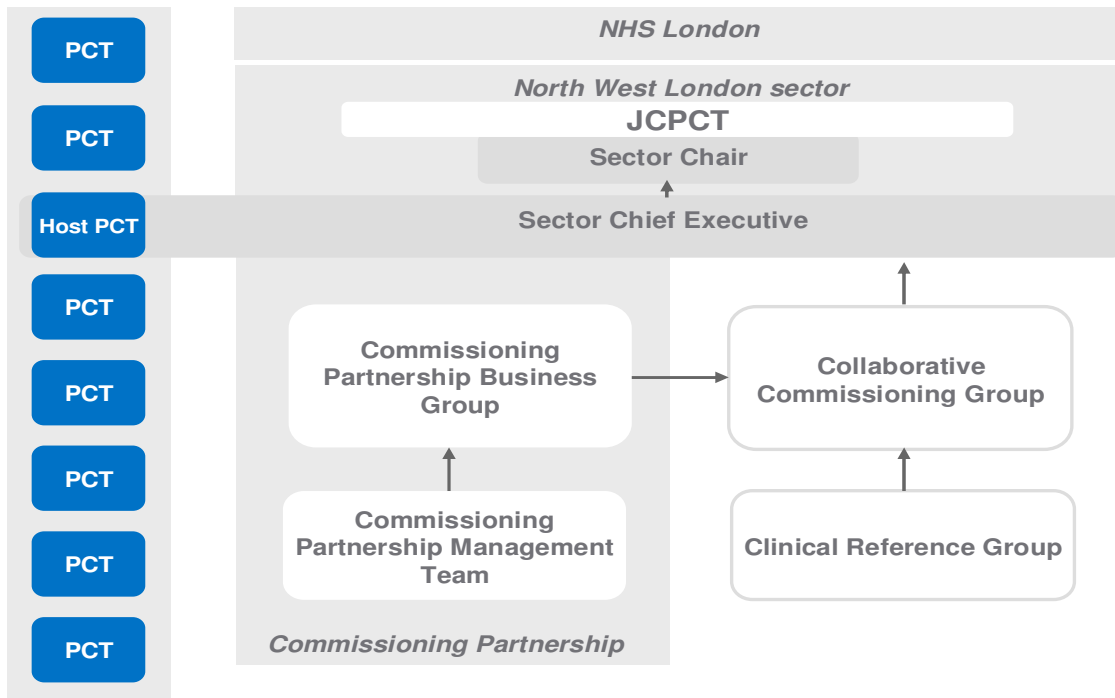 PCT
PCT
Host PCT
PCT
PCT
PCT
PCT
PCT
NHS London
North West London sector
JCPCT
Sector Chair
Sector Chief Executive
Commissioning
Partnership Business
Group
Collaborative
Commissioning Group
Commissioning
Partnership Management
Team
Clinical Reference Group
Commissioning Partnership